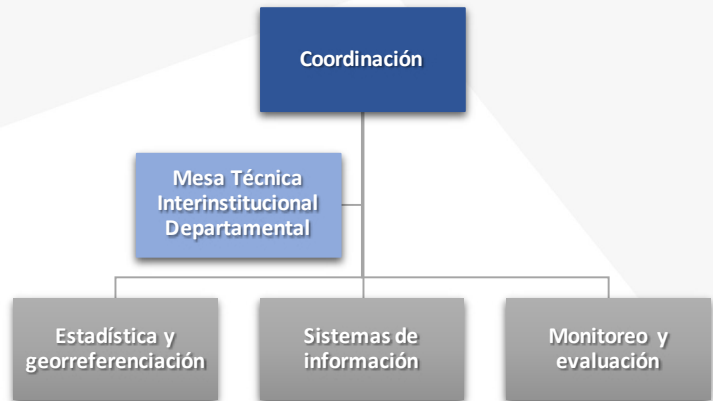 Coordinación
Mesa Técnica
Interinstitucional
Departamental
Estadística y
georreferenciación
Sistemas de
información
Monitoreo y
evaluación